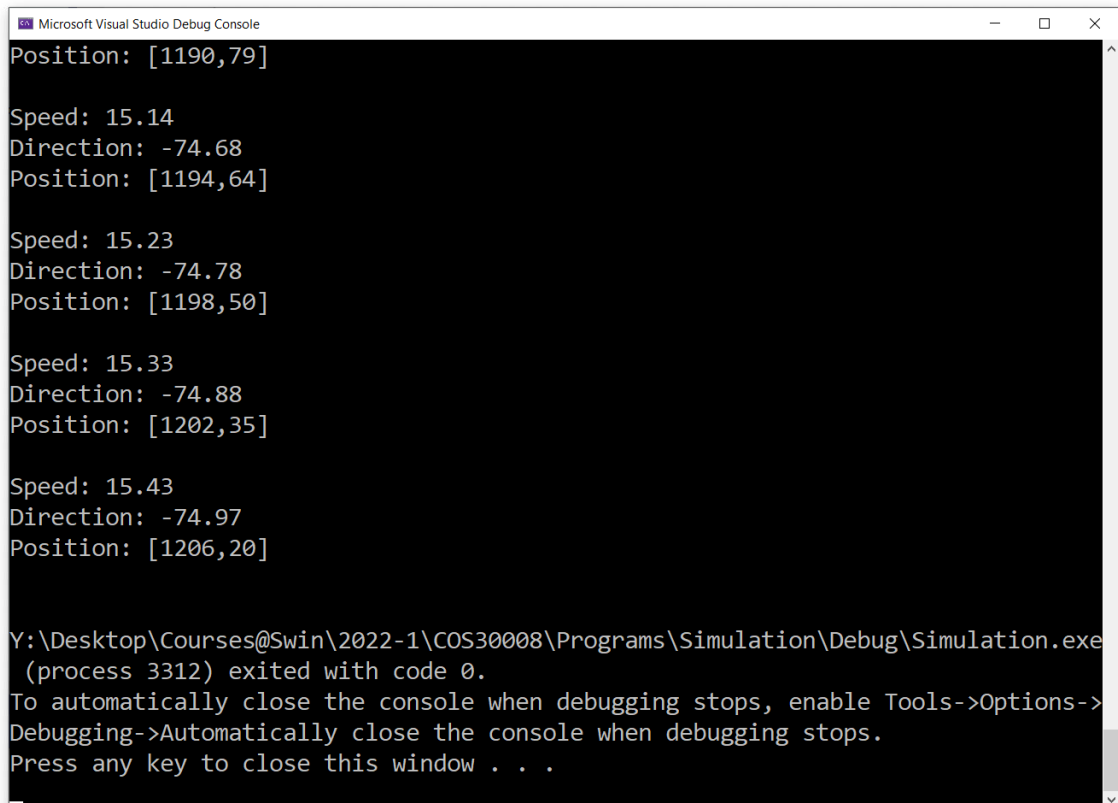 Microsoft Visual Studio Debug Console
Position: [1190,79]
Speed: 15.14
Direction: -74.68
Position: [1194,64]
Speed: 15.23
Direction: -74.78
Position: [1198,50]
Speed: 15.33
Direction: -74.88
Position: [1202,35]
Speed: 15.43
Direction: -74.97
Position: [1206,20]
Y:\Desktop\Courses@Swin\2022-1\COS30008\Programs\Simulation\Debug\Simulation.exe
(process 3312) exited with code 0.
To automatically close the console when debugging stops, enable Tools->Options->
Debugging->Automatically close the console when debugging stops.
Press any key to close this window . . .